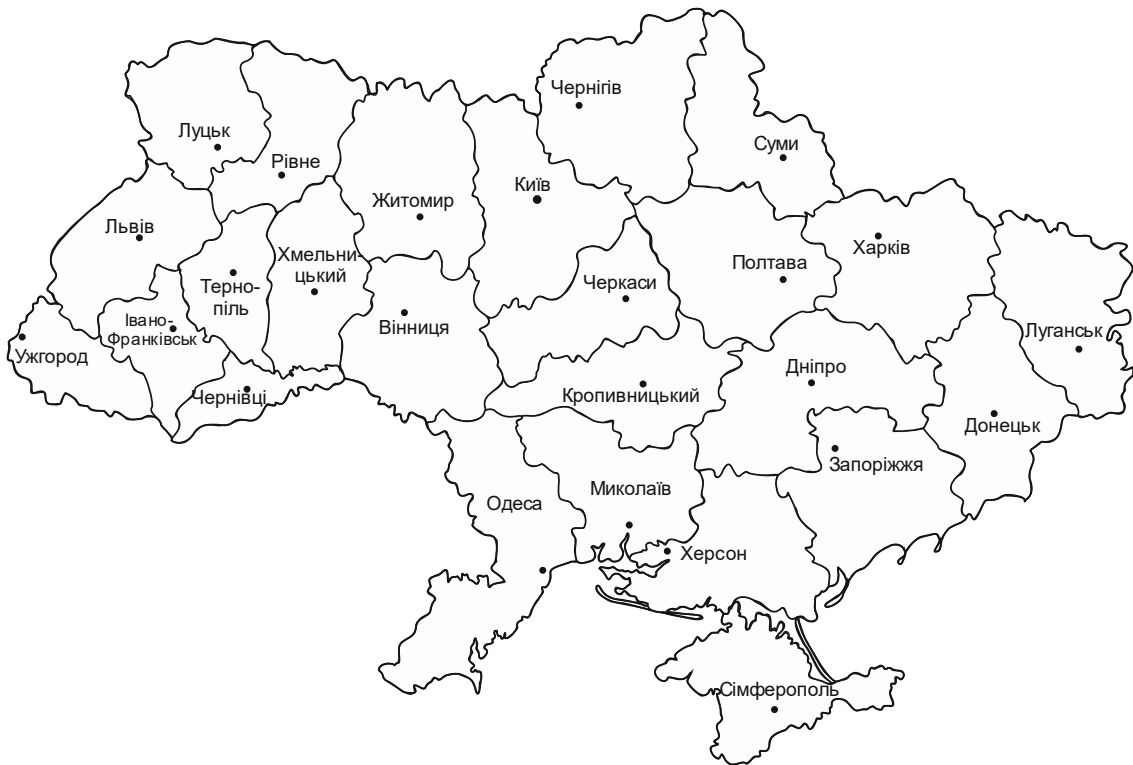 Чернігів
Луцьк
Суми
Рівне
Київ
Житомир
Львів
Харків
Хмельни-
цький
Полтава
Терно-
піль
Черкаси
Івано-
Франківськ
Вінниця
Луганськ
Ужгород
Дніпро
Чернівці
Кропивницький
Донецьк
Запоріжжя
Миколаїв
Одеса
Херсон
Сімферополь